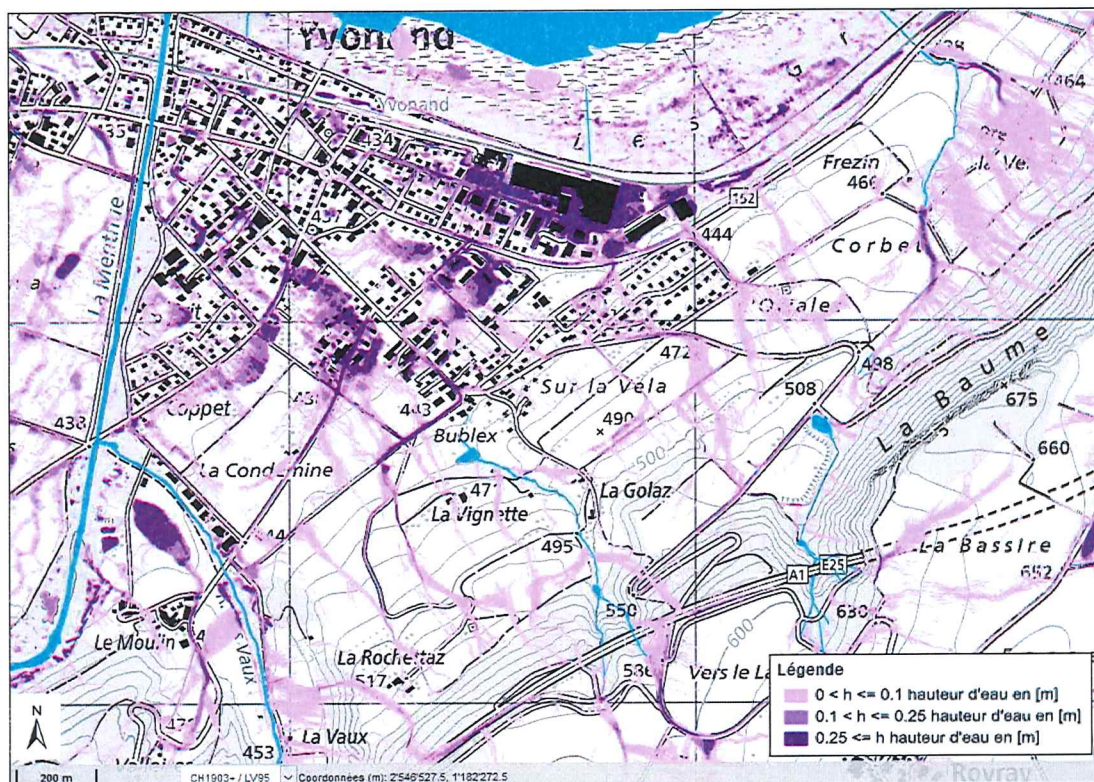 Yvonand
Yvonand
464
434
Frezin
152
444
Corbet
La Mentue
472
498
508
La Baume
675
Sur la Vela
490
Coppet
438
443
Bublex
660
500
La Condémine
47
La Golaz
La Vignette
495
La Bassire
A1
E25
652
550
630
600
Le Moulin
s Vaux
La Rochettaz
517
586
Vers le La
La Vaux
453
Légende
0 < h <= 0.1 hauteur d'eau en [m]
0.1 < h <= 0.25 hauteur d'eau en [m]
0.25 <= h hauteur d'eau en [m]
N
200 m
CH1903+ / LV95
Coordonnées (m): 2'546'527.5, 1'182'272.5
Rovray